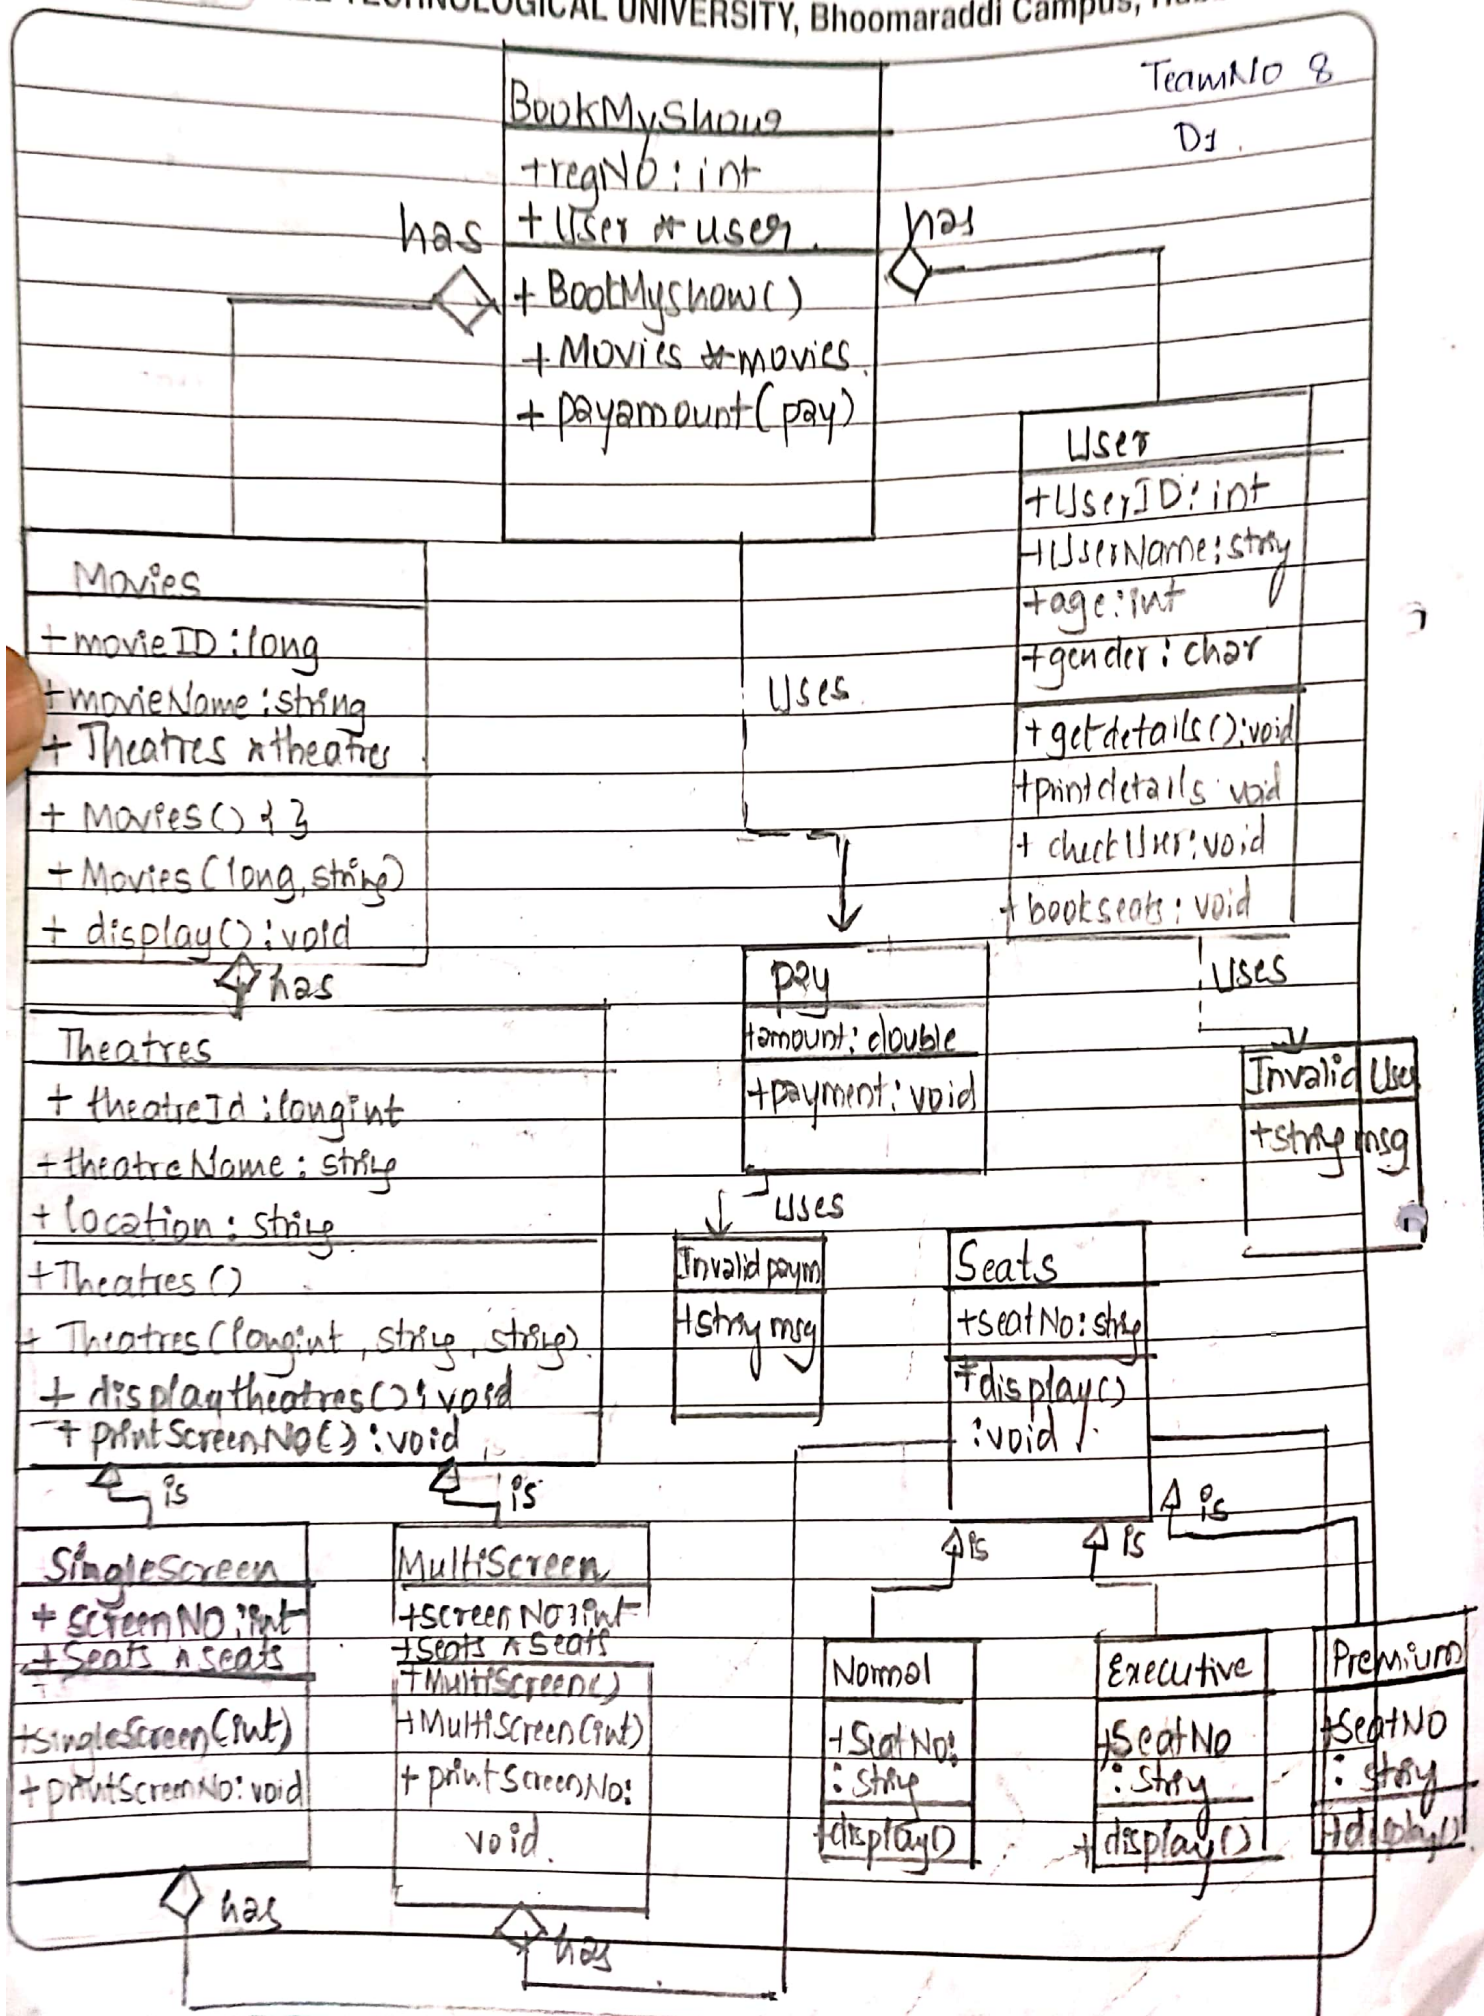 TECHNOLOGICAL UNIVERSITY, Bhoomaraddi Campus,
TeamNo 8
D1.
BookMyShow
+regNo : int
+ User * user.
+ BookMyshow()
+ Movies * movies.
+ payamount(pay)
has
has
User
+UserID: int
+UserName: string
+age: int
+gender: char
+ getdetails():void
+printdetails: void
+ checkUser: void
+ bookseats: void
Movies
+movieID : long
+movieName : string
+ Theatres *theatres
+ Movies() { }
+ Movies(long, string)
+ display() : void
has
Uses
Pay
+amount: double
+payment: void
Uses
Invalid User
+string msg
Theatres
+ theatreId : longint
+ theatreName : string
+ location : string
+Theatres()
+ Theatres(longint, string, string).
+ displaytheatres() : void
+ printScreenNo() : void
Uses
Invalid paym
+string msg
Seats
+seatNo: string
+display()
: void
is
is
SingleScreen
+ screenNO : int
+Seats *seats
+
+singleScreen(int)
+printScreenNo: void
has
MultiScreen
+screenNO : int
+Seats *seats
+MultiScreen()
+MultiScreen(int)
+ printScreenNo:
void.
has
is
is
is
Normal
+SeatNo:
: string
+display()
Executive
+SeatNo
: string
+display()
Premium
+SeatNO
: string
+display()